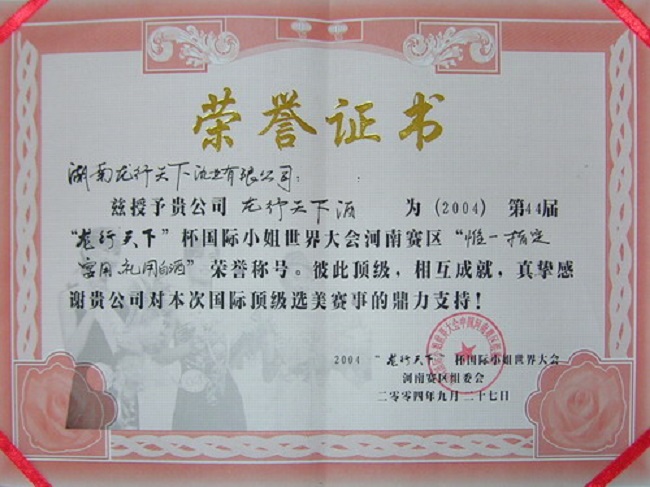 荣誉证书
湖南龙行天下酒业有限公司:
兹授予贵公司 龙行天下酒 为(2004)第44届
“龙行天下”杯国际小姐世界大会河南赛区“惟一指定
宴用、礼用白酒”荣誉称号。彼此顶级,相互成就,真挚感
谢贵公司对本次国际顶级选美赛事的鼎力支持!
2004 “龙行天下”杯国际小姐世界大会
河南赛区组委会
二〇〇四年九月二十七日